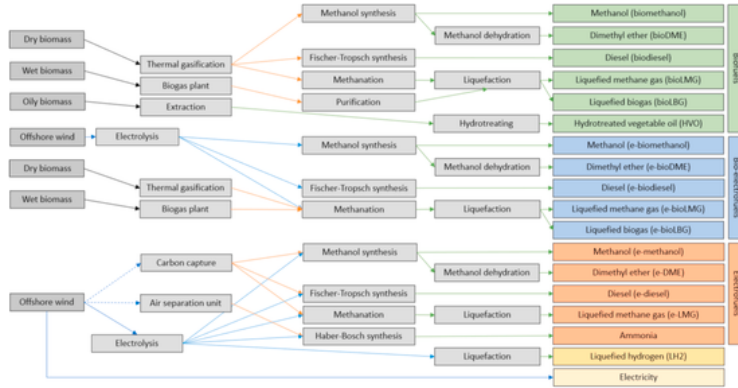 Methanol synthesis
Methanol (biomethanol)
Dry biomass
Methanol dehydration
Dimethyl ether (bioDME)
Thermal gasification
Fischer-Tropsch synthesis
Diesel (biodiesel)
Wet biomass
Biogas plant
Methanation
Liquefaction
Liquefied methane gas (bioLMG)
Oily biomass
Extraction
Purification
Liquefied biogas (bioLBG)
Hydrotreating
Hydrotreated vegetable oil (HVO)
Biofuels
Offshore wind
Electrolysis
Methanol synthesis
Methanol (e-biomethanol)
Dry biomass
Methanol dehydration
Dimethyl ether (e-bioDME)
Thermal gasification
Fischer-Tropsch synthesis
Diesel (e-biodiesel)
Wet biomass
Biogas plant
Methanation
Liquefaction
Liquefied methane gas (e-bioLMG)
Liquefied biogas (e-bioLBG)
Bio-electrofuels
Methanol synthesis
Methanol (e-methanol)
Carbon capture
Methanol dehydration
Dimethyl ether (e-DME)
Offshore wind
Air separation unit
Fischer-Tropsch synthesis
Diesel (e-diesel)
Methanation
Liquefaction
Liquefied methane gas (e-LMG)
Electrolysis
Haber-Bosch synthesis
Ammonia
Electrofuels
Liquefaction
Liquefied hydrogen (LH2)
Electricity